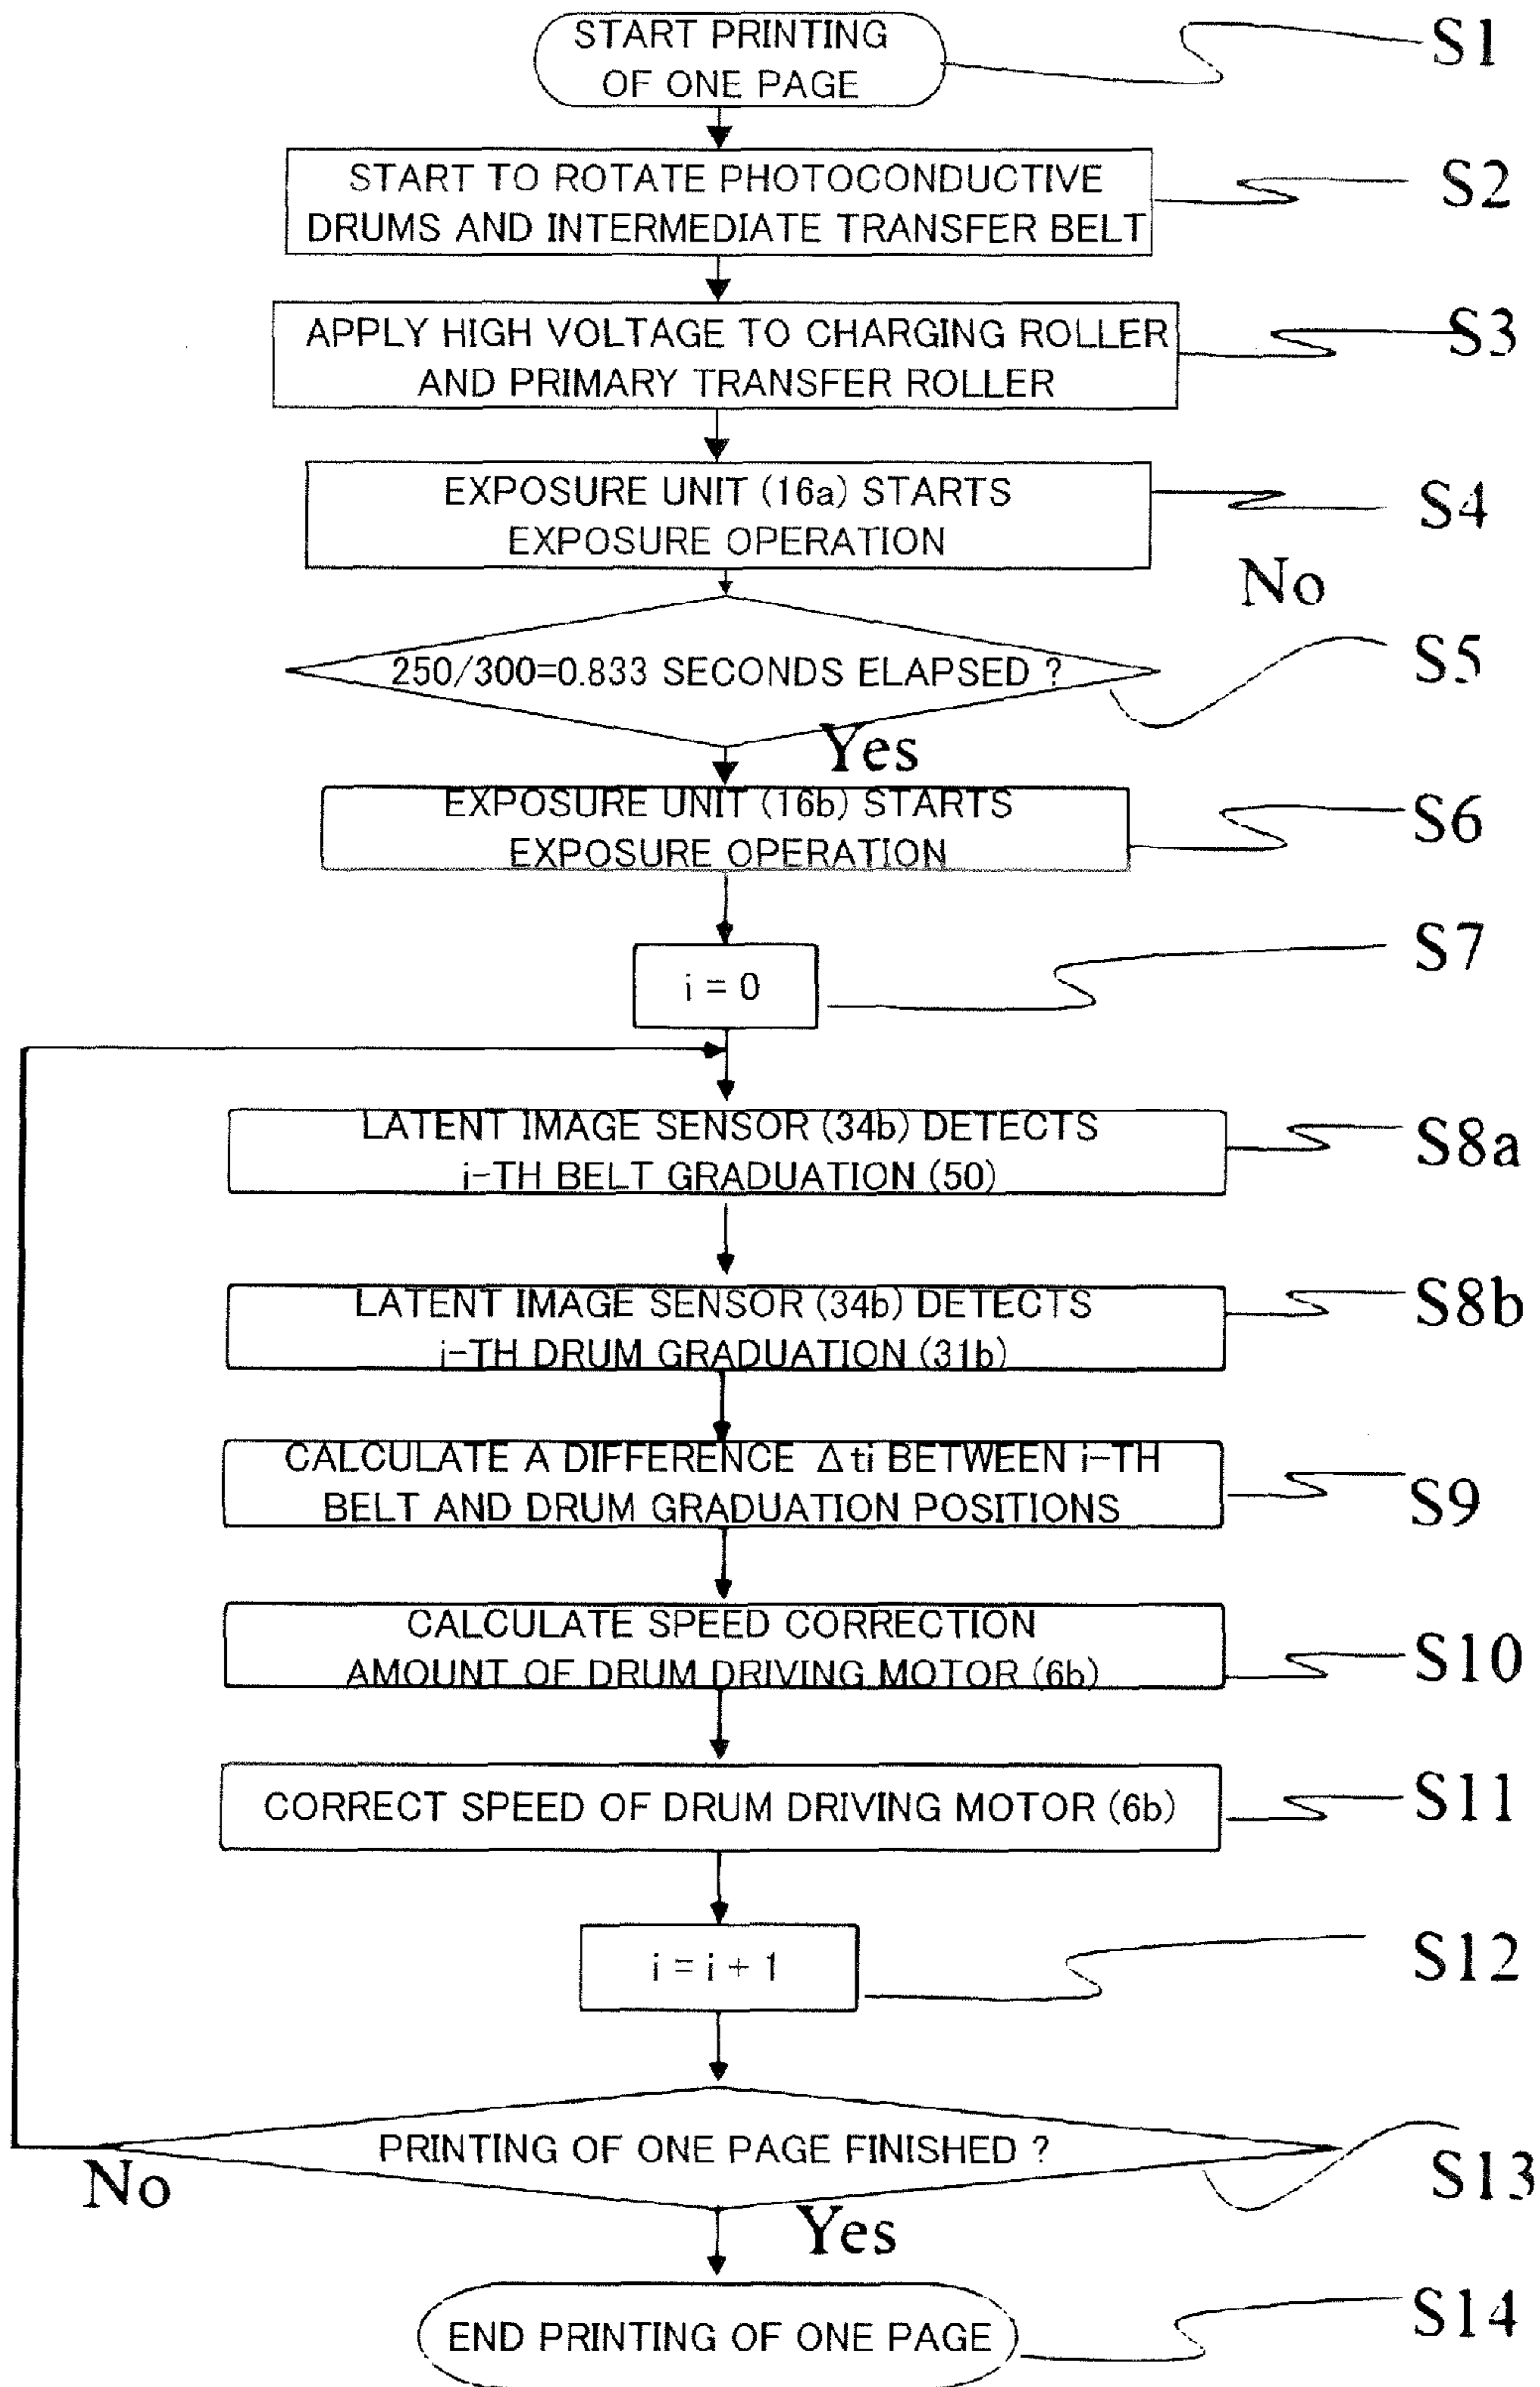 START PRINTING
OF ONE PAGE
S1
START TO ROTATE PHOTOCONDUCTIVE
DRUMS AND INTERMEDIATE TRANSFER BELT
S2
APPLY HIGH VOLTAGE TO CHARGING ROLLER
AND PRIMARY TRANSFER ROLLER
S3
EXPOSURE UNIT (16a) STARTS
EXPOSURE OPERATION
S4
No
250/300=0.833 SECONDS ELAPSED ?
S5
Yes
EXPOSURE UNIT (16b) STARTS
EXPOSURE OPERATION
S6
i = 0
S7
LATENT IMAGE SENSOR (34b) DETECTS
i-TH BELT GRADUATION (50)
S8a
LATENT IMAGE SENSOR (34b) DETECTS
i-TH DRUM GRADUATION (31b)
S8b
CALCULATE A DIFFERENCE Δti BETWEEN i-TH
BELT AND DRUM GRADUATION POSITIONS
S9
CALCULATE SPEED CORRECTION
AMOUNT OF DRUM DRIVING MOTOR (6b)
S10
CORRECT SPEED OF DRUM DRIVING MOTOR (6b)
S11
i = i + 1
S12
PRINTING OF ONE PAGE FINISHED ?
S13
No
Yes
END PRINTING OF ONE PAGE
S14